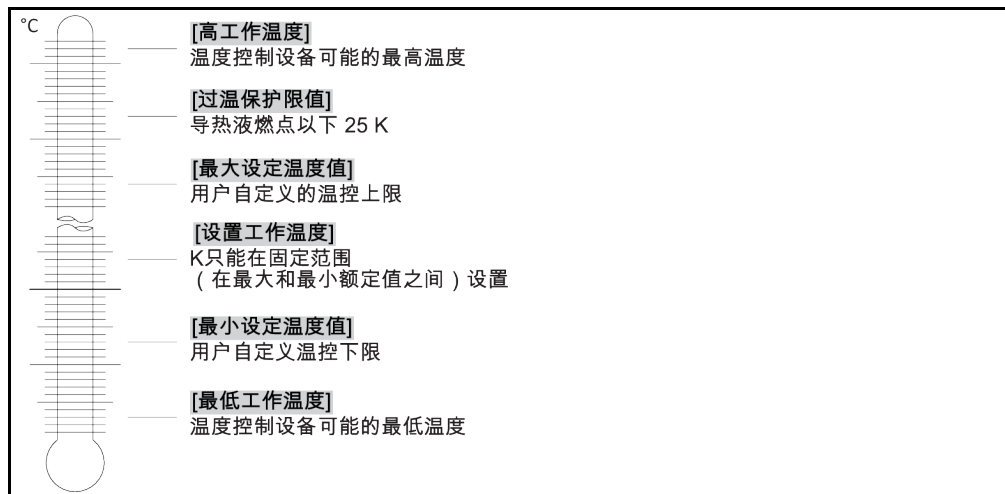 °C
[高工作温度]
温度控制设备可能的最高温度
[过温保护限值]
导热液燃点以下 25 K
[最大设定温度值]
用户自定义的温控上限
[设置工作温度]
K只能在固定范围
（在最大和最小额定值之间）设置
[最小设定温度值]
用户自定义温控下限
[最低工作温度]
温度控制设备可能的最低温度